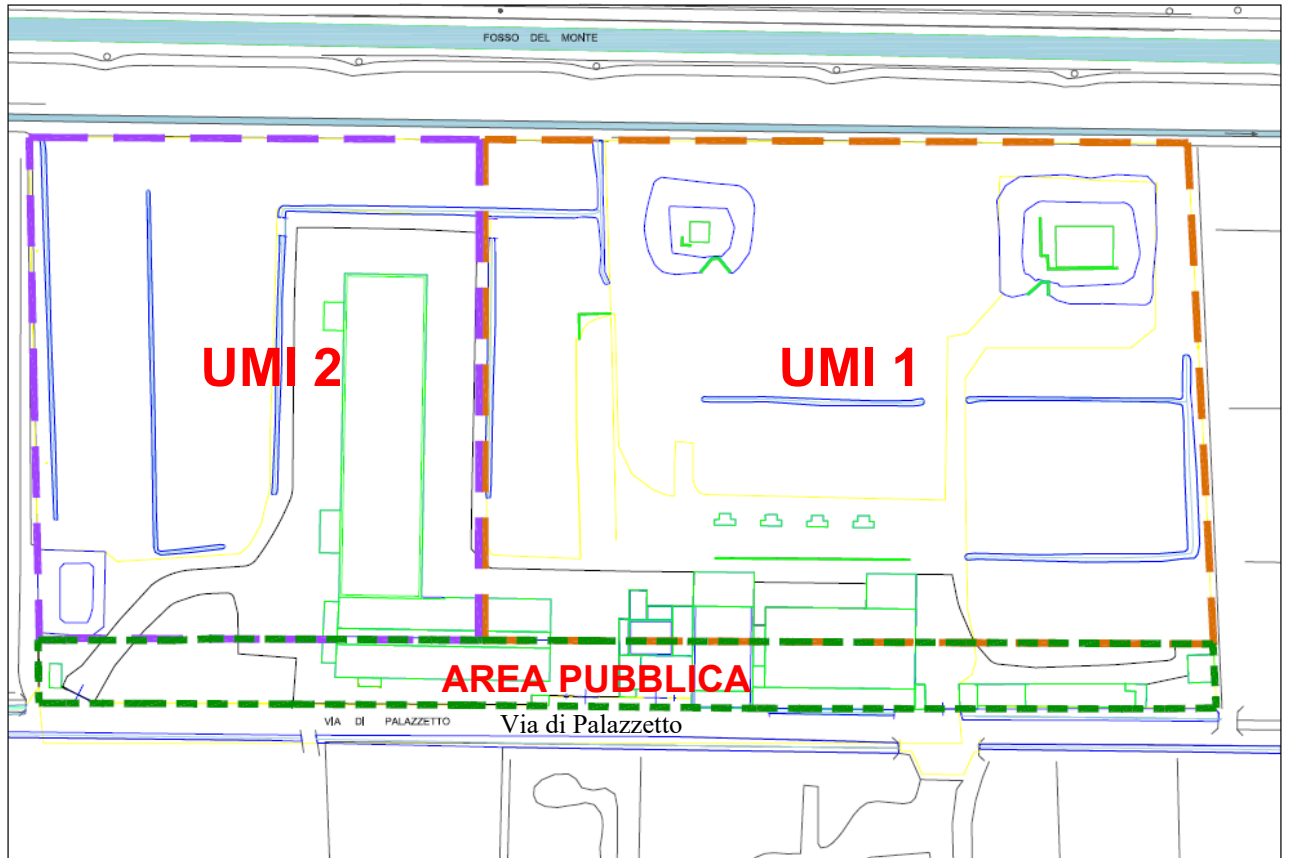 FOSSO DEL MONTE
UMI 2
UMI 1
AREA PUBBLICA
VIA DI PALAZZETTO
Via di Palazzetto